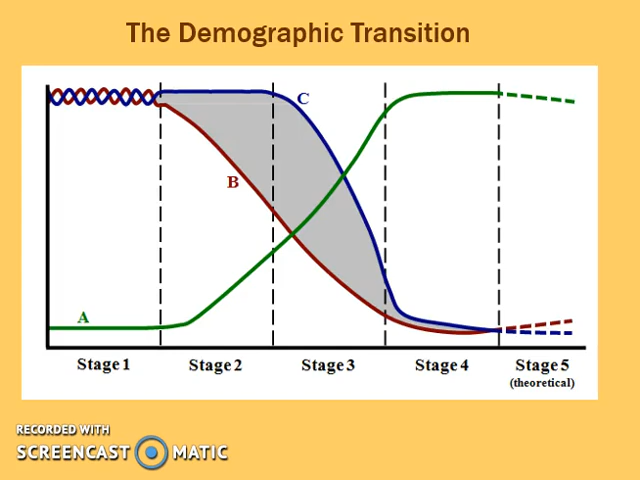 The Demographic Transition
C
B
A
Stage 1 Stage 2 Stage 3 Stage 4 Stage 5
(theoretical)
RECORDED WITH
SCREENCAST MATIC